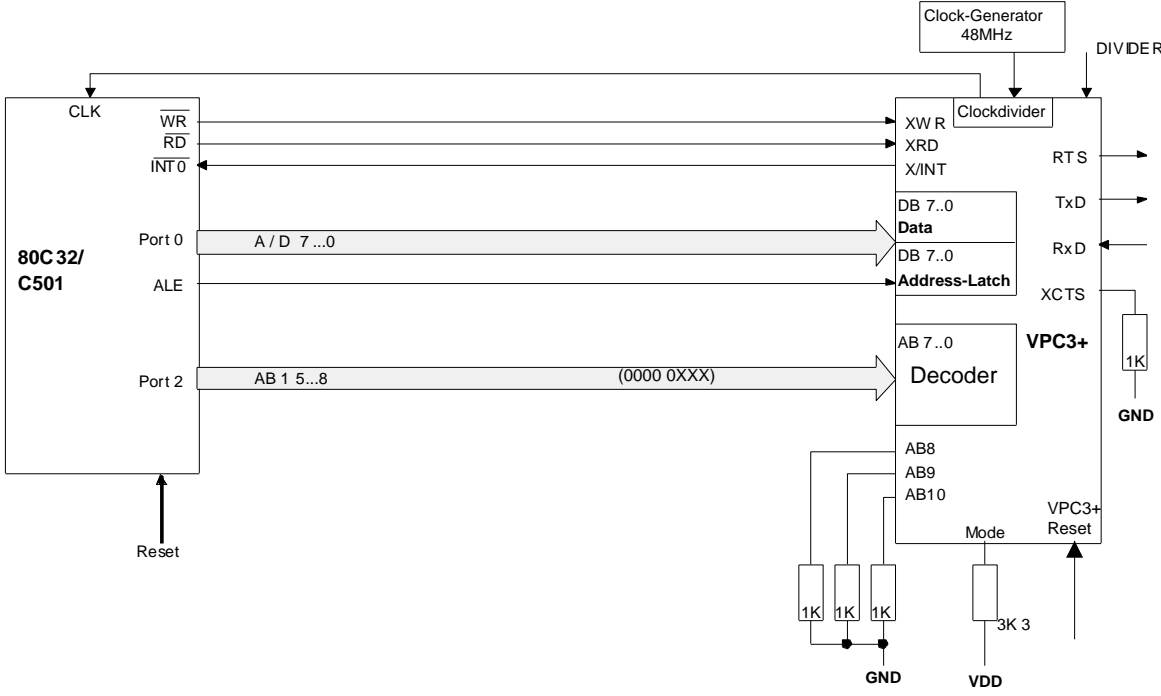 Clock-Generator
48MHz
DIVIDER
CLK
Clockdivider
WR
XWR
RD
XRD
INT0
X/INT
RTS
TxD
DB 7..0
Data
Port 0
A / D 7 ...0
RxD
DB 7..0
80C32/
C501
ALE
Address-Latch
XCTS
AB 7..0
VPC3+
1K
Port 2
AB 1 5...8
(0000 0XXX)
Decoder
GND
AB8
AB9
AB10
VPC3+
Reset
Mode
Reset
1K
1K
1K
3K 3
GND
VDD